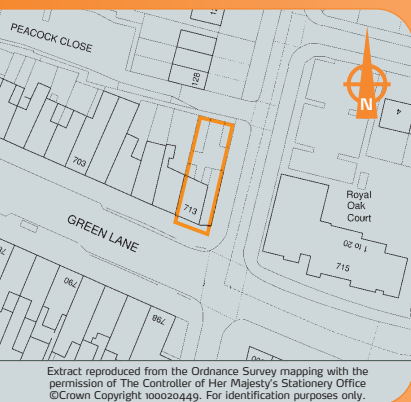 PEACOCK CLOSE
128
4
N
703
713
Royal
Oak
Court
1 to 20
715
GREEN LANE
790
798
Extract reproduced from the Ordnance Survey mapping with the
permission of The Controller of Her Majesty's Stationery Office
©Crown Copyright 100020449. For identification purposes only.